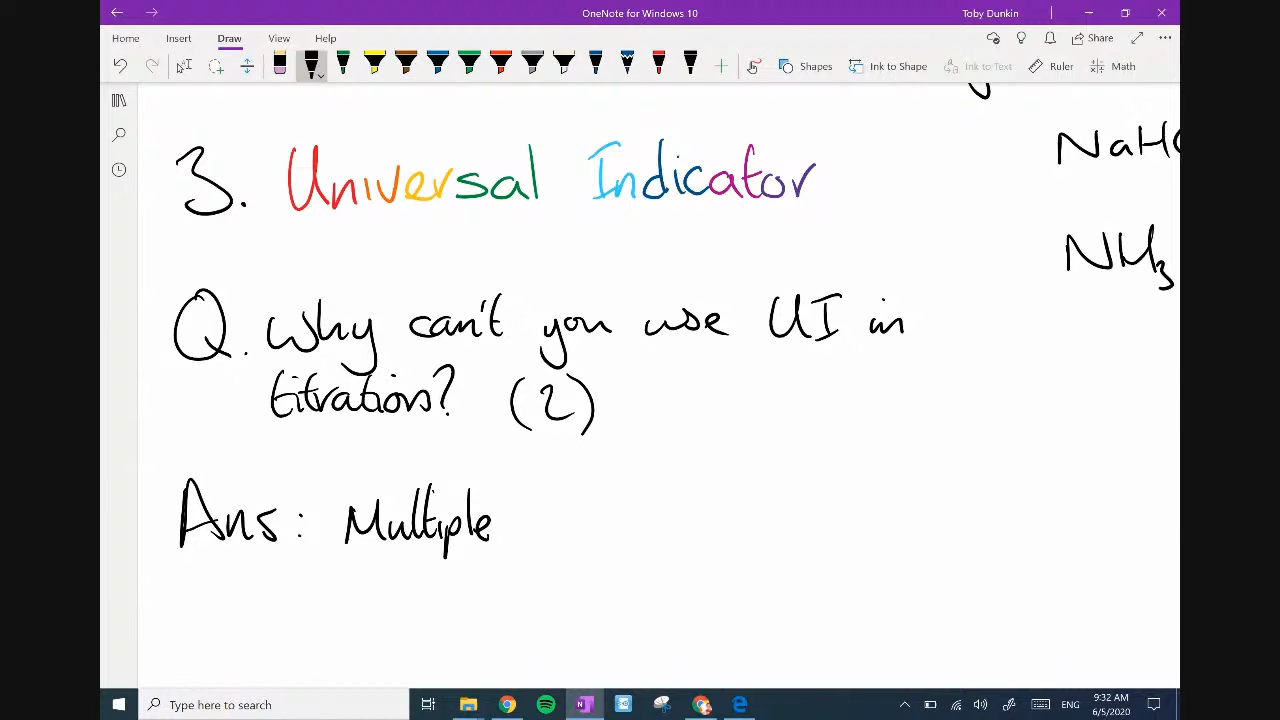 OneNote for Windows 10
Toby Dunkin
Home Insert Draw View Help
Share
Shapes Ink to Shape Ink to Text Ruler Math
NaH
3. Universal Indicator
NH3
Q. Why can't you use UI in
titrations? (2)
Ans: Multiple
Type here to search
ENG
9:32 AM
6/5/2020